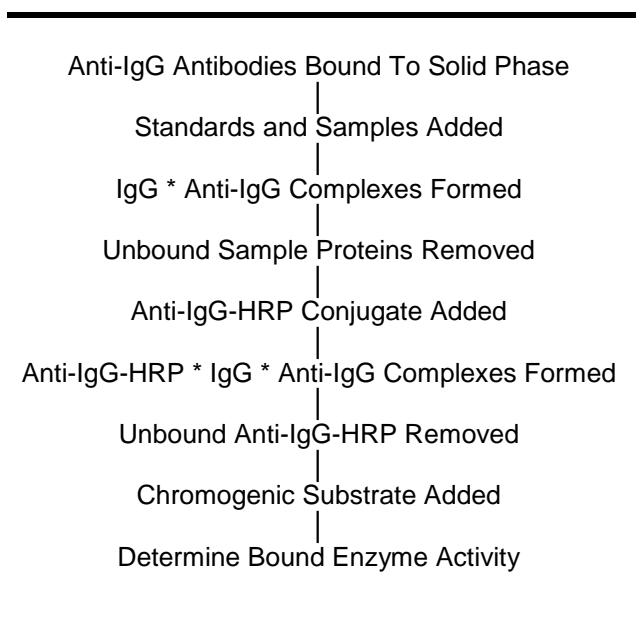 Anti-IgG Antibodies Bound To Solid Phase
Standards and Samples Added
IgG * Anti-IgG Complexes Formed
Unbound Sample Proteins Removed
Anti-IgG-HRP Conjugate Added
Anti-IgG-HRP * IgG * Anti-IgG Complexes Formed
Unbound Anti-IgG-HRP Removed
Chromogenic Substrate Added
Determine Bound Enzyme Activity